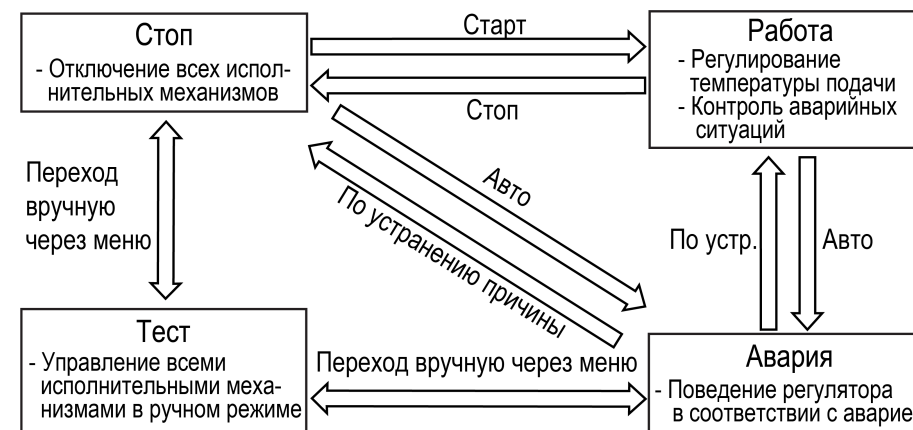 Стоп
- Отключение всех испол-
нительных механизмов
Старт
Стоп
Работа
- Регулирование
температуры подачи
- Контроль аварийных
ситуаций
Переход
вручную
через меню
Авто
По устранению причины
По устр.
Авто
Тест
- Управление всеми
исполнительными меха-
низмами в ручном режиме
Переход вручную через меню
Авария
- Поведение регулятора
в соответствии с аварие